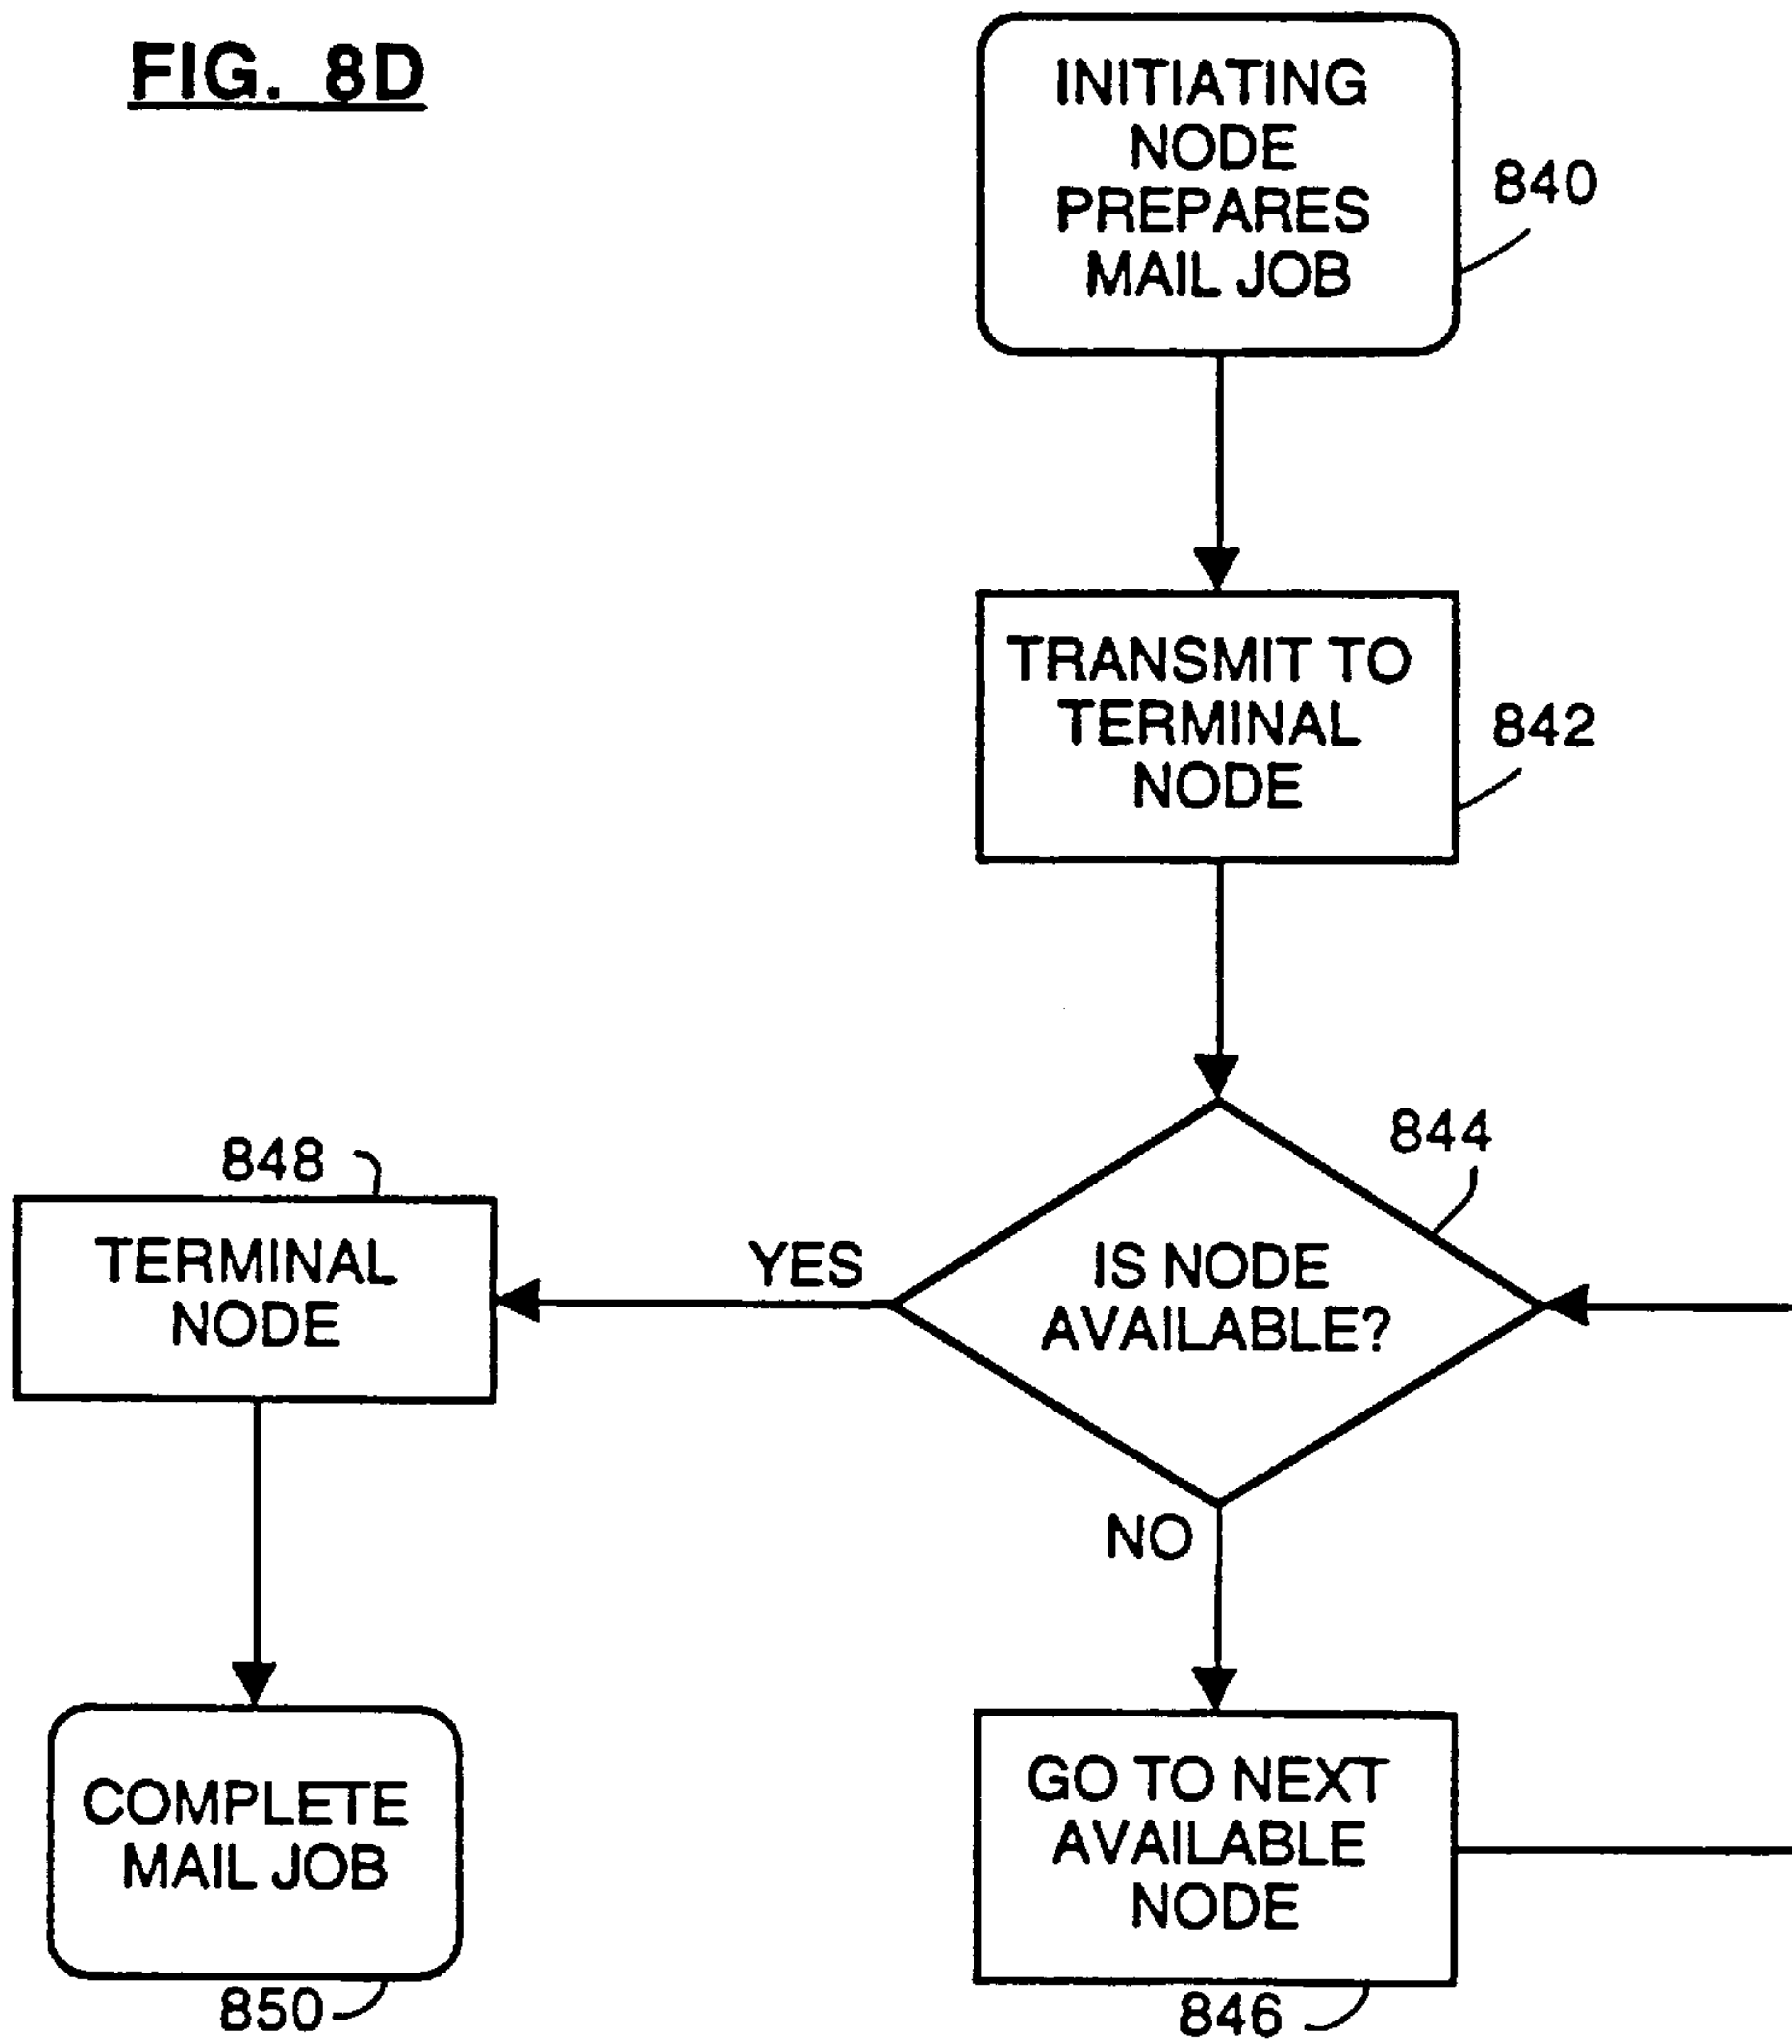 FIG. 8D
INITIATING
NODE
PREPARES
MAIL JOB
840
TRANSMIT TO
TERMINAL
NODE
842
844
IS NODE
AVAILABLE?
YES
NO
848
TERMINAL
NODE
COMPLETE
MAIL JOB
850
GO TO NEXT
AVAILABLE
NODE
846